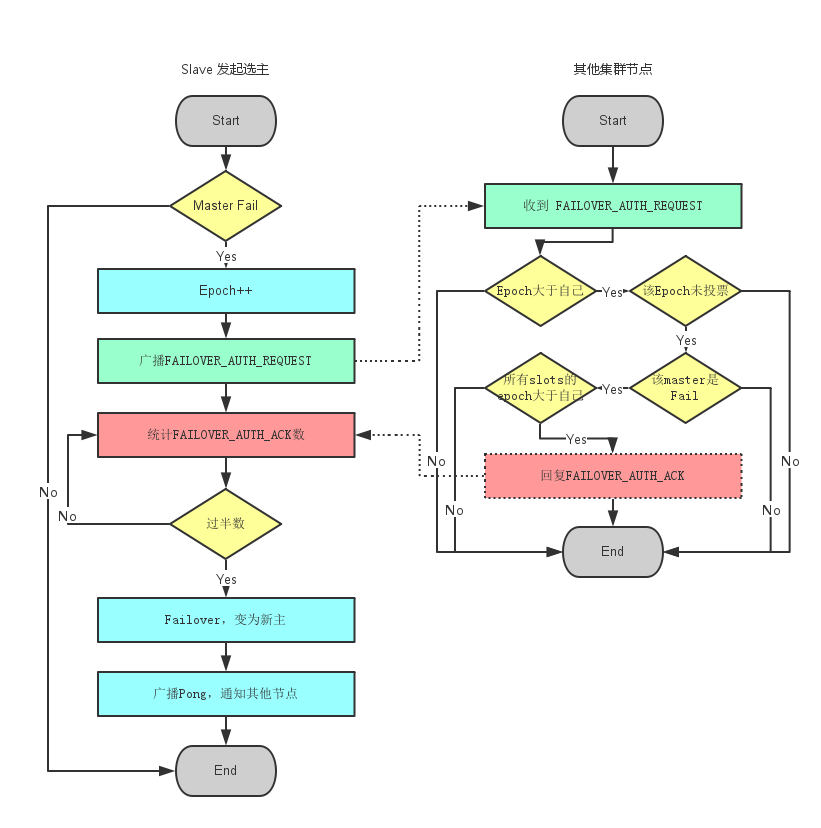 Slave 发起选主
Start
Master Fail
Yes
Epoch++
广播FAILOVER_AUTH_REQUEST
统计FAILOVER_AUTH_ACK数
过半数
No
No
Yes
Failover，变为新主
广播Pong，通知其他节点
End
其他集群节点
Start
收到 FAILOVER_AUTH_REQUEST
Epoch大于自己
Yes
该Epoch未投票
Yes
该master是
Fail
Yes
所有slots的
epoch大于自己
Yes
回复FAILOVER_AUTH_ACK
No
No
No
No
End